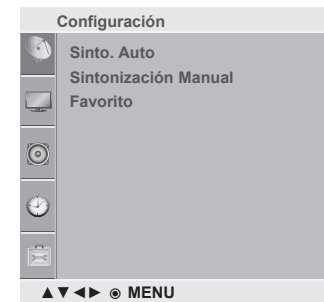 Configuración
Sinto. Auto
Sintonización Manual
Favorito
▲▼◄► ◉ MENU